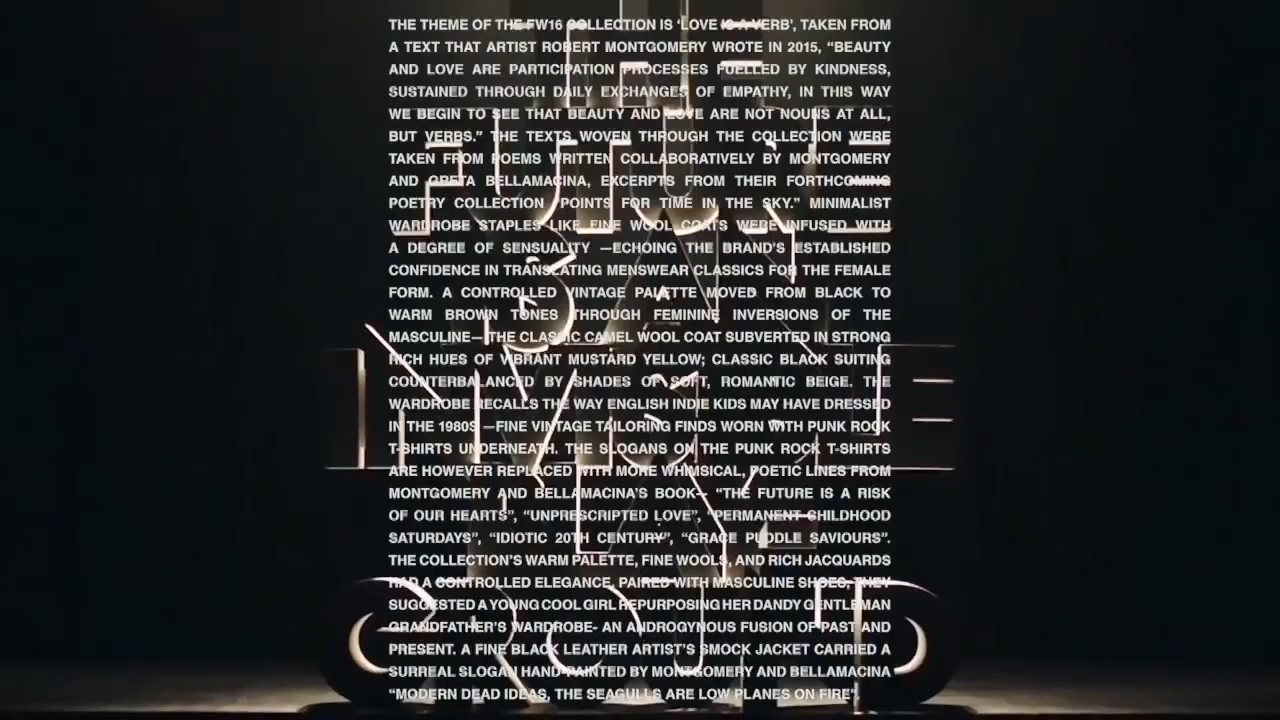 THE THEME OF THE FW16 COLLECTION IS ‘LOVE IS A VERB’, TAKEN FROM
A TEXT THAT ARTIST ROBERT MONTGOMERY WROTE IN 2015, “BEAUTY
AND LOVE ARE PARTICIPATION PROCESSES FUELLED BY KINDNESS,
SUSTAINED THROUGH DAILY EXCHANGES OF EMPATHY, IN THIS WAY
WE BEGIN TO SEE THAT BEAUTY AND LOVE ARE NOT NOUNS AT ALL,
BUT VERBS.” THE TEXTS WOVEN THROUGH THE COLLECTION WERE
TAKEN FROM POEMS WRITTEN COLLABORATIVELY BY MONTGOMERY
AND GRETA BELLAMACINA, EXCERPTS FROM THEIR FORTHCOMING
POETRY COLLECTION POINTS FOR TIME IN THE SKY.” MINIMALIST
WARDROBE STAPLES LIKE FINE WOOL COATS WERE INFUSED WITH
A DEGREE OF SENSUALITY —ECHOING THE BRAND’S ESTABLISHED
CONFIDENCE IN TRANSLATING MENSWEAR CLASSICS FOR THE FEMALE
FORM. A CONTROLLED VINTAGE PALETTE MOVED FROM BLACK TO
WARM BROWN TONES THROUGH FEMININE INVERSIONS OF THE
MASCULINE— THE CLASSIC CAMEL WOOL COAT SUBVERTED IN STRONG
RICH HUES OF VIBRANT MUSTARD YELLOW; CLASSIC BLACK SUITING
COUNTERBALANCED BY SHADES OF SOFT, ROMANTIC BEIGE. THE
WARDROBE RECALLS THE WAY ENGLISH INDIE KIDS MAY HAVE DRESSED
IN THE 1980S —FINE VINTAGE TAILORING FINDS WORN WITH PUNK ROCK
T-SHIRTS UNDERNEATH. THE SLOGANS ON THE PUNK ROCK T-SHIRTS
ARE HOWEVER REPLACED WITH MORE WHIMSICAL, POETIC LINES FROM
MONTGOMERY AND BELLAMACINA’S BOOK— “THE FUTURE IS A RISK
OF OUR HEARTS”, “UNPRESCRIPTED LOVE”, “PERMANENT CHILDHOOD
SATURDAYS”, “IDIOTIC 20TH CENTURY”, “GRACE PUDDLE SAVIOURS”.
THE COLLECTION’S WARM PALETTE, FINE WOOLS, AND RICH JACQUARDS
HAD A CONTROLLED ELEGANCE, PAIRED WITH MASCULINE SHOES, THEY
SUGGESTED A YOUNG COOL GIRL REPURPOSING HER DANDY GENTLEMAN
GRANDFATHER’S WARDROBE- AN ANDROGYNOUS FUSION OF PAST AND
PRESENT. A FINE BLACK LEATHER ARTIST’S SMOCK JACKET CARRIED A
SURREAL SLOGAN HAND-PAINTED BY MONTGOMERY AND BELLAMACINA
“MODERN DEAD IDEAS, THE SEAGULLS ARE LOW PLANES ON FIRE”.